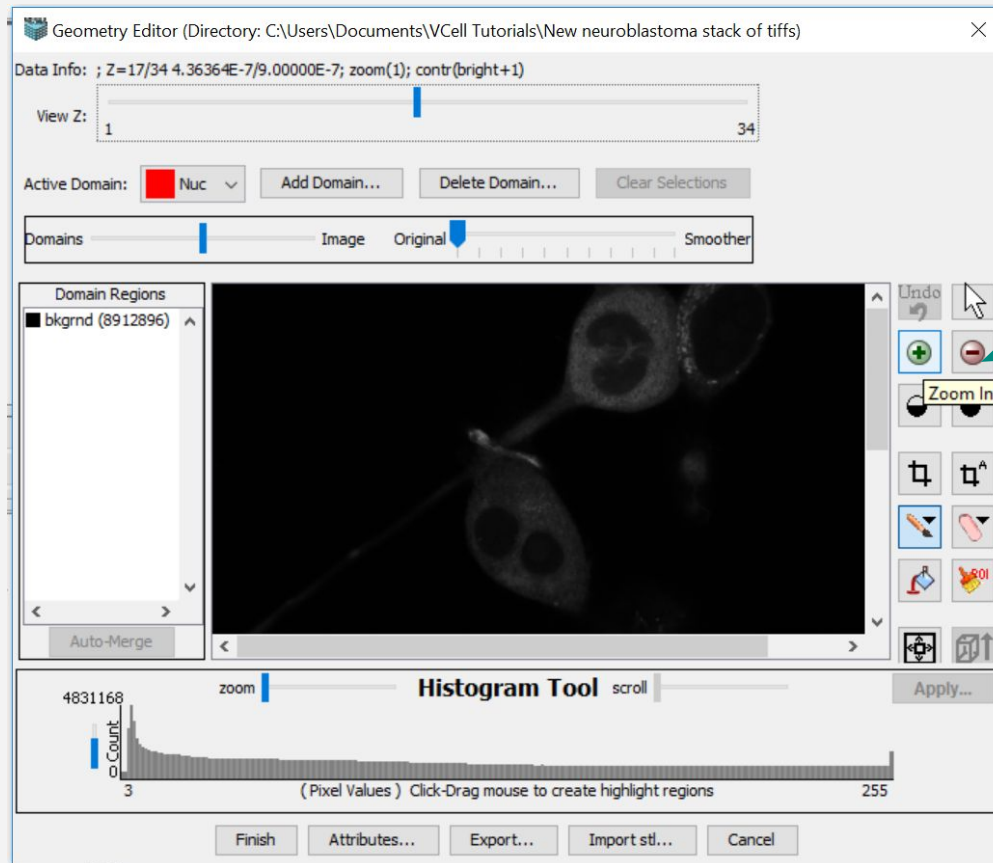 Geometry Editor (Directory: C:\Users\Documents\VCell Tutorials\New neuroblastoma stack of tiffs)
Data Info: ; Z=17/34 4.36364E-7/9.00000E-7; zoom(1); contr(bright+1)
View Z:
1 34
Active Domain: Nuc Add Domain... Delete Domain... Clear Selections
Domains Image Original Smoother
Domain Regions
bkgrnd (8912896)
Undo
Zoom In
A
ROI
Auto-Merge
zoom Histogram Tool scroll Apply...
4831168
Count
0
3 ( Pixel Values ) Click-Drag mouse to create highlight regions 255
Finish Attributes... Export... Import stl... Cancel